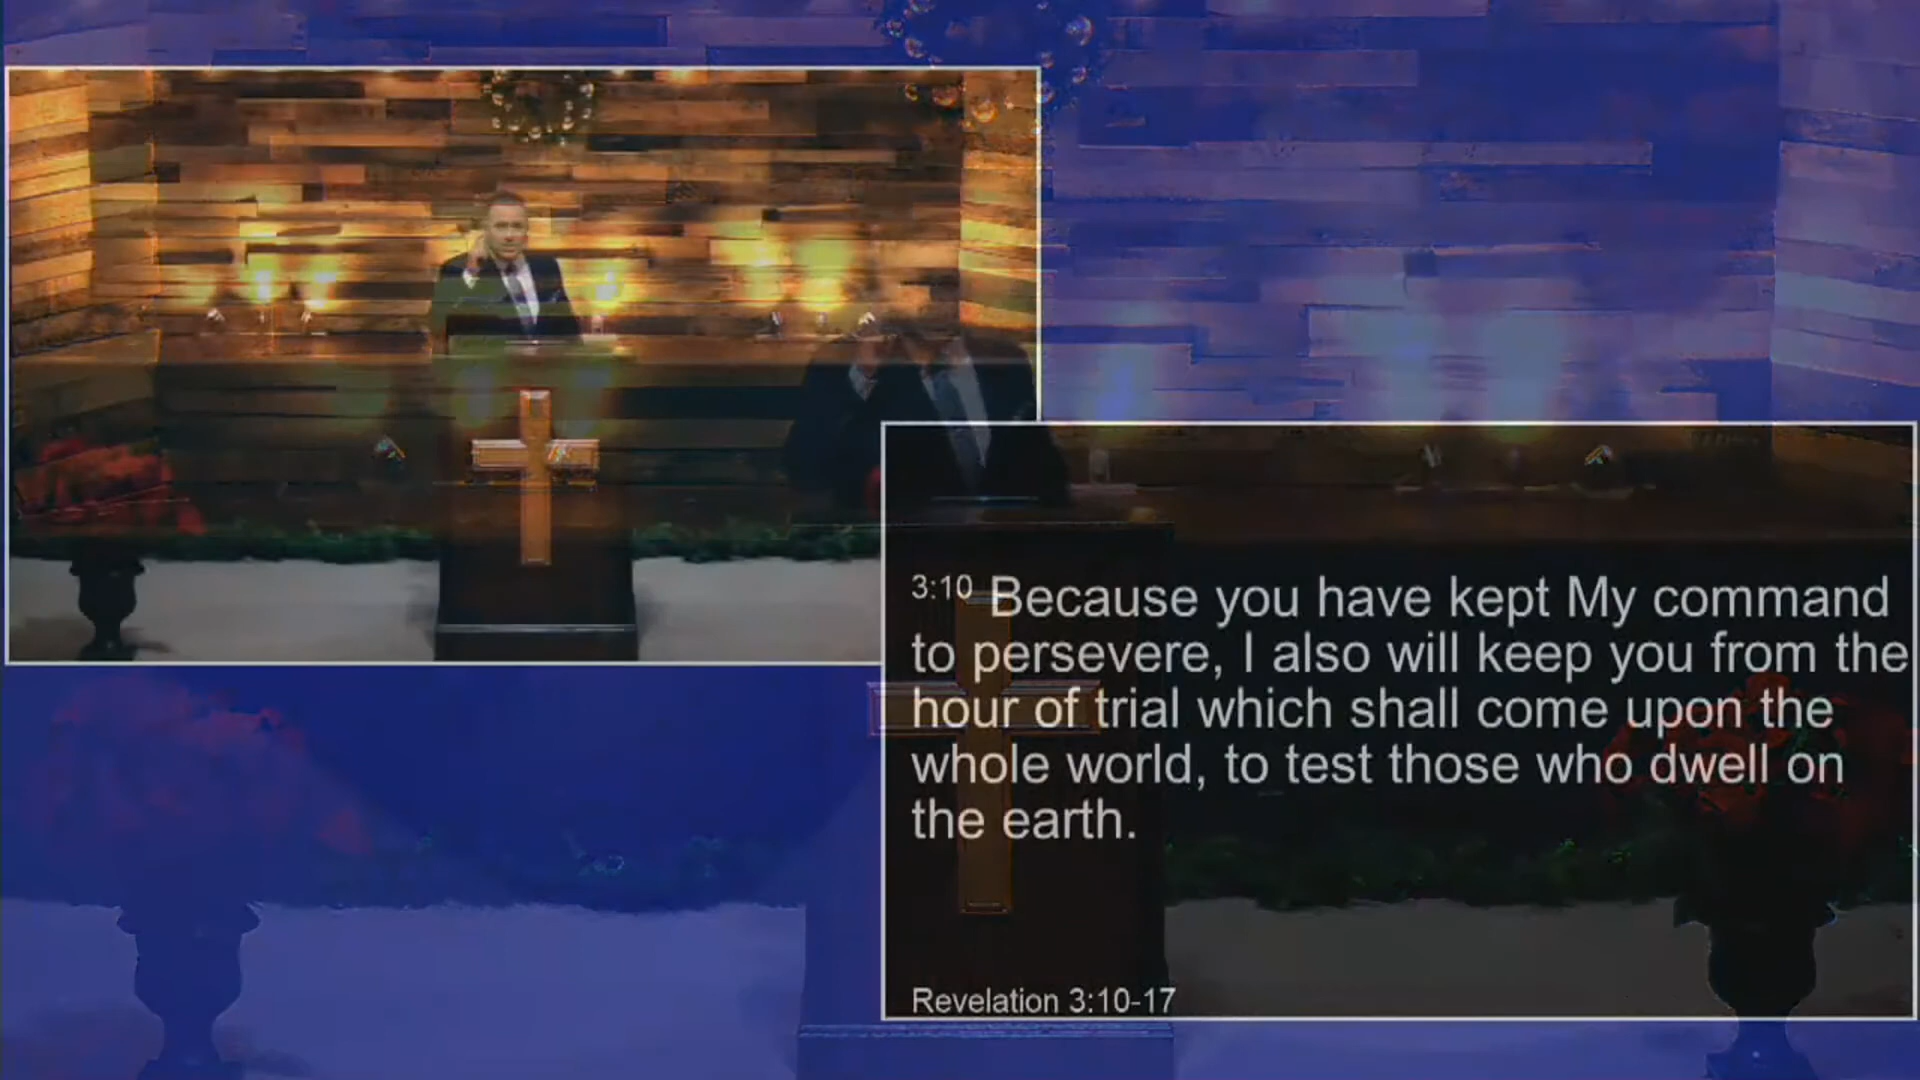 3:10 Because you have kept My command
to persevere, I also will keep you from the
hour of trial which shall come upon the
whole world, to test those who dwell on
the earth.
Revelation 3:10-17